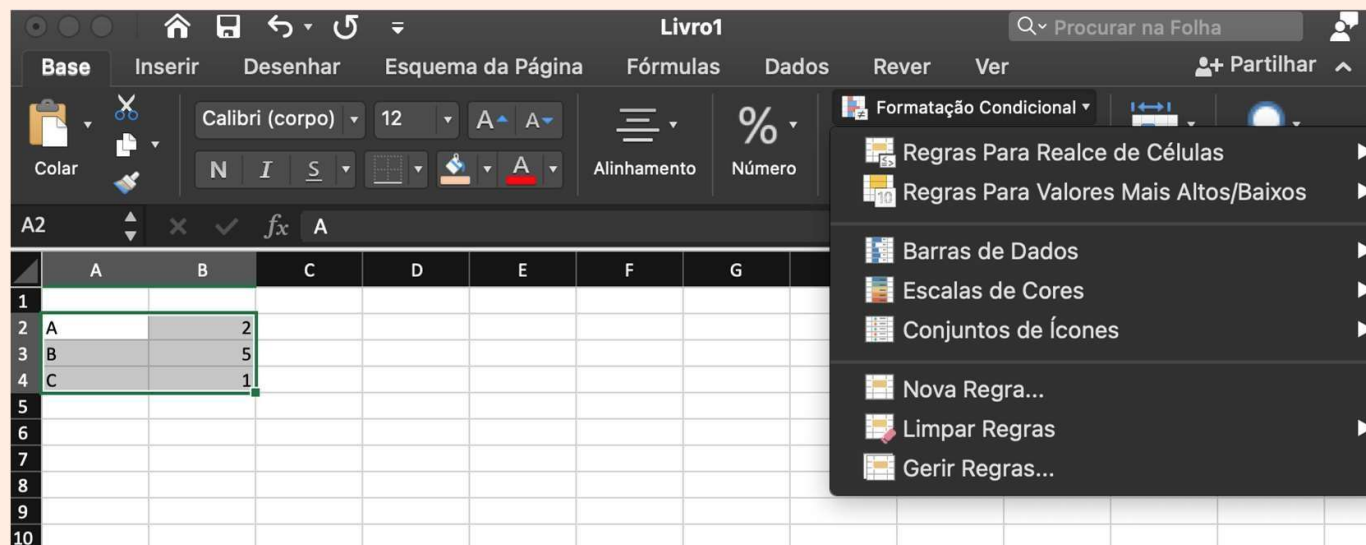 Livro1
Procurar na Folha
Base Inserir Desenhar Esquema da Página Fórmulas Dados Rever Ver Partilhar
Colar
Calibri (corpo) 12 A A
N I S A
Alinhamento
%
Número
Formatação Condicional
Regras Para Realce de Células
10 Regras Para Valores Mais Altos/Baixos
Barras de Dados
Escalas de Cores
Conjuntos de Ícones
Nova Regra...
Limpar Regras
Gerir Regras...
A2 fx A
A B C D E F G
1
2 A 2
3 B 5
4 C 1
5
6
7
8
9
10